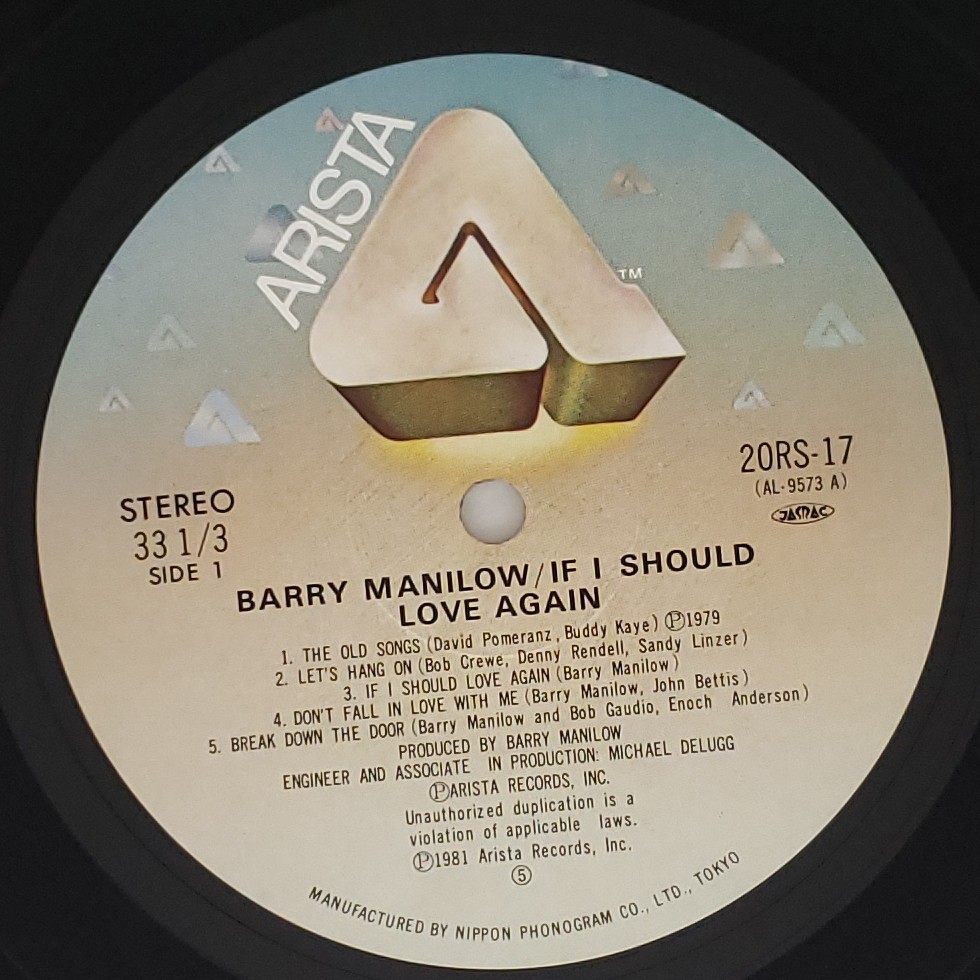 ARISTA
TM
STEREO
33 1/3
SIDE 1
20RS-17
(AL-9573 A)
JASRAC
BARRY MANILOW/IF I SHOULD
LOVE AGAIN
1. THE OLD SONGS (David Pomeranz, Buddy Kaye) Ⓟ1979
2. LET'S HANG ON (Bob Crewe, Denny Rendell, Sandy Linzer)
3. IF I SHOULD LOVE AGAIN (Barry Manilow)
4. DON'T FALL IN LOVE WITH ME (Barry Manilow, John Bettis)
5. BREAK DOWN THE DOOR (Barry Manilow and Bob Gaudio, Enoch Anderson)
PRODUCED BY BARRY MANILOW
ENGINEER AND ASSOCIATE IN PRODUCTION: MICHAEL DELUGG
ⓅARISTA RECORDS, INC.
Unauthorized duplication is a
violation of applicable laws.
Ⓟ1981 Arista Records, Inc.
⑤
MANUFACTURED BY NIPPON PHONOGRAM CO., LTD., TOKYO